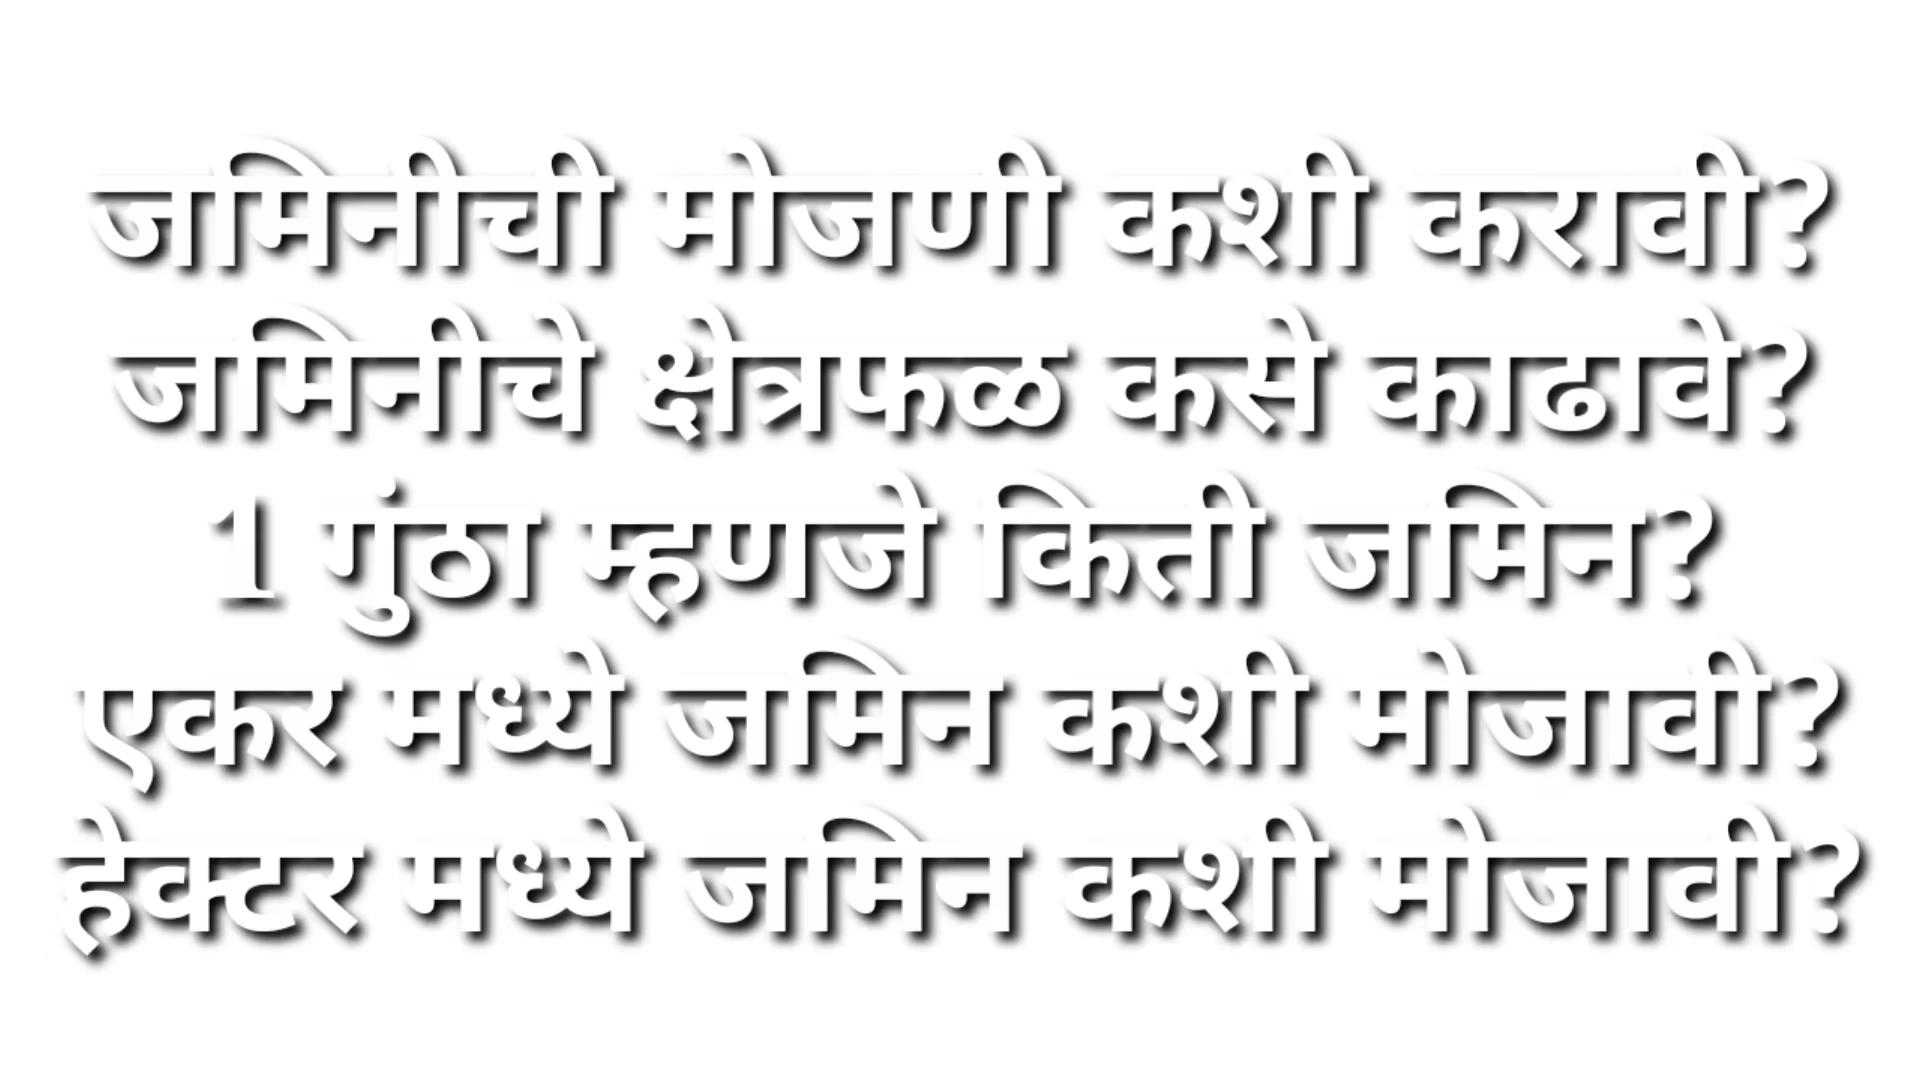 जमिनीची मोजणी कशी करावी?
जमिनीचे क्षेत्रफळ कसे काढावे?
1 गुंठा म्हणजे किती जमिन?
एकर मध्ये जमिन कशी मोजावी?
हेक्टर मध्ये जमिन कशी मोजावी?